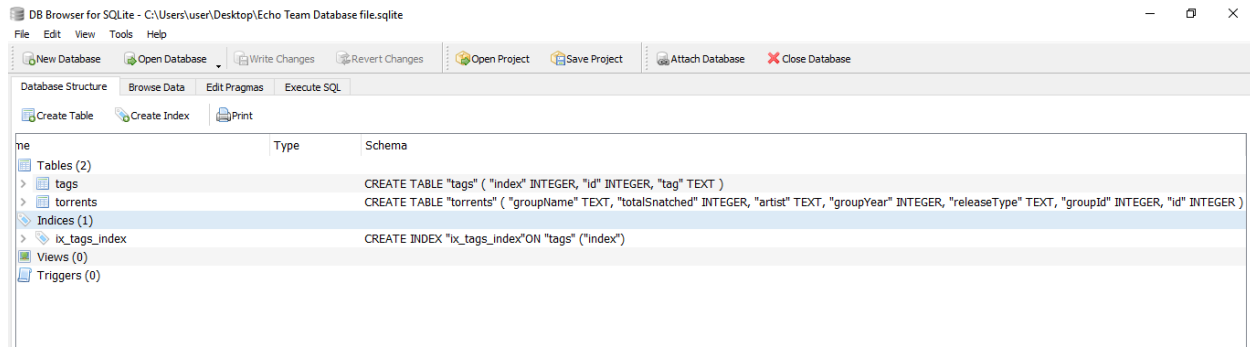 DB Browser for SQLite - C:\Users\user\Desktop\Echo Team Database file.sqlite
File Edit View Tools Help
New Database Open Database Write Changes Revert Changes Open Project Save Project Attach Database Close Database
Database Structure Browse Data Edit Pragmas Execute SQL
Create Table Create Index Print
me Type Schema
Tables (2)
tags CREATE TABLE "tags" ( "index" INTEGER, "id" INTEGER, "tag" TEXT )
torrents CREATE TABLE "torrents" ( "groupName" TEXT, "totalSnatched" INTEGER, "artist" TEXT, "groupYear" INTEGER, "releaseType" TEXT, "groupId" INTEGER, "id" INTEGER )
Indices (1)
ix_tags_index CREATE INDEX "ix_tags_index"ON "tags" ("index")
Views (0)
Triggers (0)